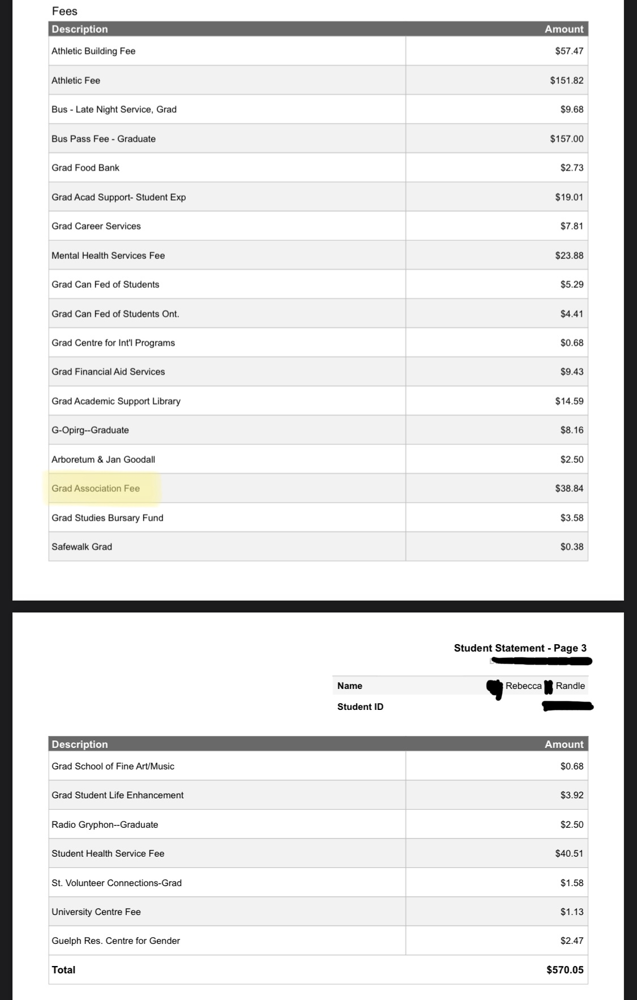 Fees
Description Amount
Athletic Building Fee $57.47
Athletic Fee $151.82
Bus - Late Night Service, Grad $9.68
Bus Pass Fee - Graduate $157.00
Grad Food Bank $2.73
Grad Acad Support- Student Exp $19.01
Grad Career Services $7.81
Mental Health Services Fee $23.88
Grad Can Fed of Students $5.29
Grad Can Fed of Students Ont. $4.41
Grad Centre for Int'l Programs $0.68
Grad Financial Aid Services $9.43
Grad Academic Support Library $14.59
G-Opirg--Graduate $8.16
Arboretum & Jan Goodall $2.50
Grad Association Fee $38.84
Grad Studies Bursary Fund $3.58
Safewalk Grad $0.38
Student Statement - Page 3
Name Rebecca Randle
Student ID
Description Amount
Grad School of Fine Art/Music $0.68
Grad Student Life Enhancement $3.92
Radio Gryphon--Graduate $2.50
Student Health Service Fee $40.51
St. Volunteer Connections-Grad $1.58
University Centre Fee $1.13
Guelph Res. Centre for Gender $2.47
Total $570.05